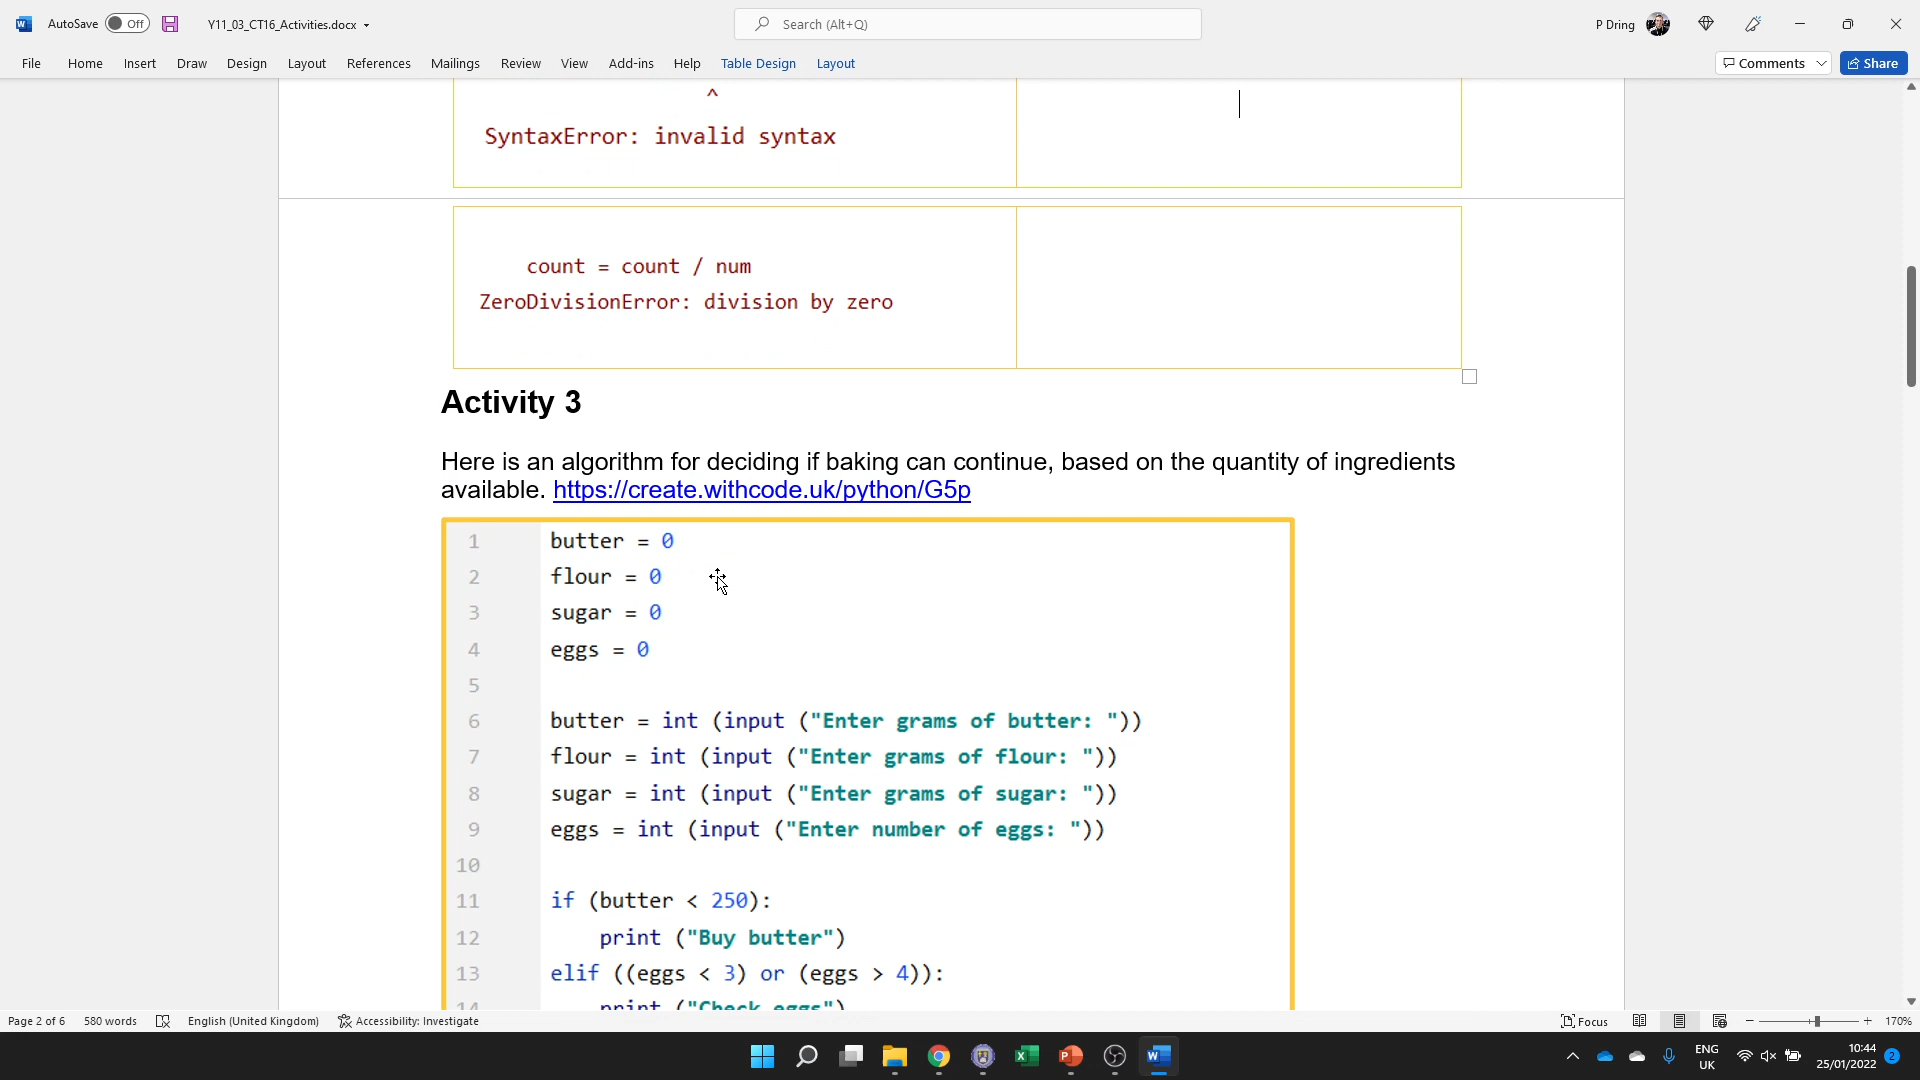 AutoSave Off Y11_03_CT16_Activities.docx Search (Alt+Q) P Dring
File Home Insert Draw Design Layout References Mailings Review View Add-ins Help Table Design Layout Comments Share
^
SyntaxError: invalid syntax
count = count / num
ZeroDivisionError: division by zero
Activity 3
Here is an algorithm for deciding if baking can continue, based on the quantity of ingredients
available. https://create.withcode.uk/python/G5p
1 butter = 0
2 flour = 0
3 sugar = 0
4 eggs = 0
5
6 butter = int (input ("Enter grams of butter: "))
7 flour = int (input ("Enter grams of flour: "))
8 sugar = int (input ("Enter grams of sugar: "))
9 eggs = int (input ("Enter number of eggs: "))
10
11 if (butter < 250):
12 print ("Buy butter")
13 elif ((eggs < 3) or (eggs > 4)):
14 print ("Check eggs")
Page 2 of 6 580 words English (United Kingdom) Accessibility: Investigate Focus 170%
ENG 10:44
UK 25/01/2022 2